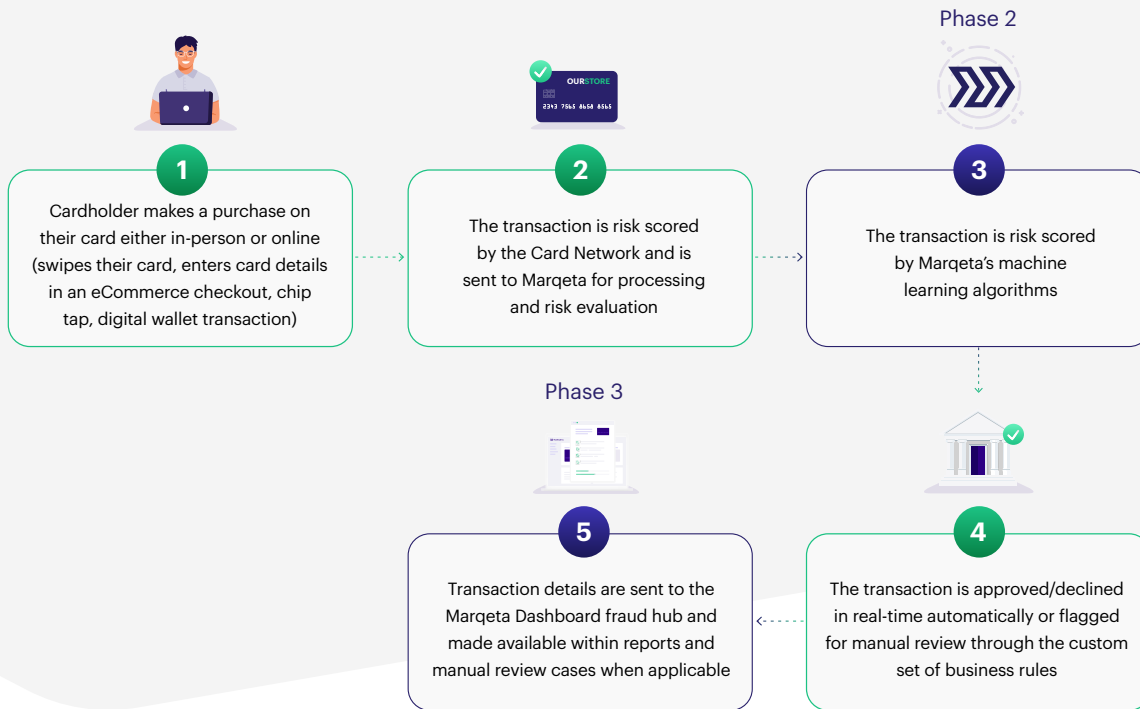 Phase 2
OURSTORE
2343 7565 8658 8565
1
2
3
Cardholder makes a purchase on
their card either in-person or online
(swipes their card, enters card details
in an eCommerce checkout, chip
tap, digital wallet transaction)
The transaction is risk scored
by the Card Network and is
sent to Marqeta for processing
and risk evaluation
The transaction is risk scored
by Marqeta’s machine
learning algorithms
Phase 3
5
4
Transaction details are sent to the
Marqeta Dashboard fraud hub and
made available within reports and
manual review cases when applicable
The transaction is approved/declined
in real-time automatically or flagged
for manual review through the custom
set of business rules